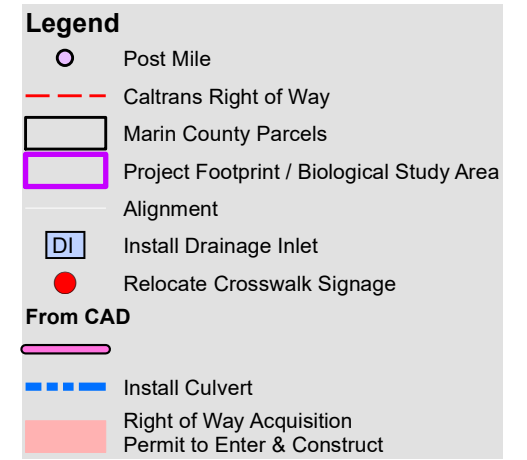 Legend
Post Mile
Caltrans Right of Way
Marin County Parcels
Project Footprint / Biological Study Area
Alignment
DI Install Drainage Inlet
Relocate Crosswalk Signage
From CAD
Install Culvert
Right of Way Acquisition
Permit to Enter & Construct